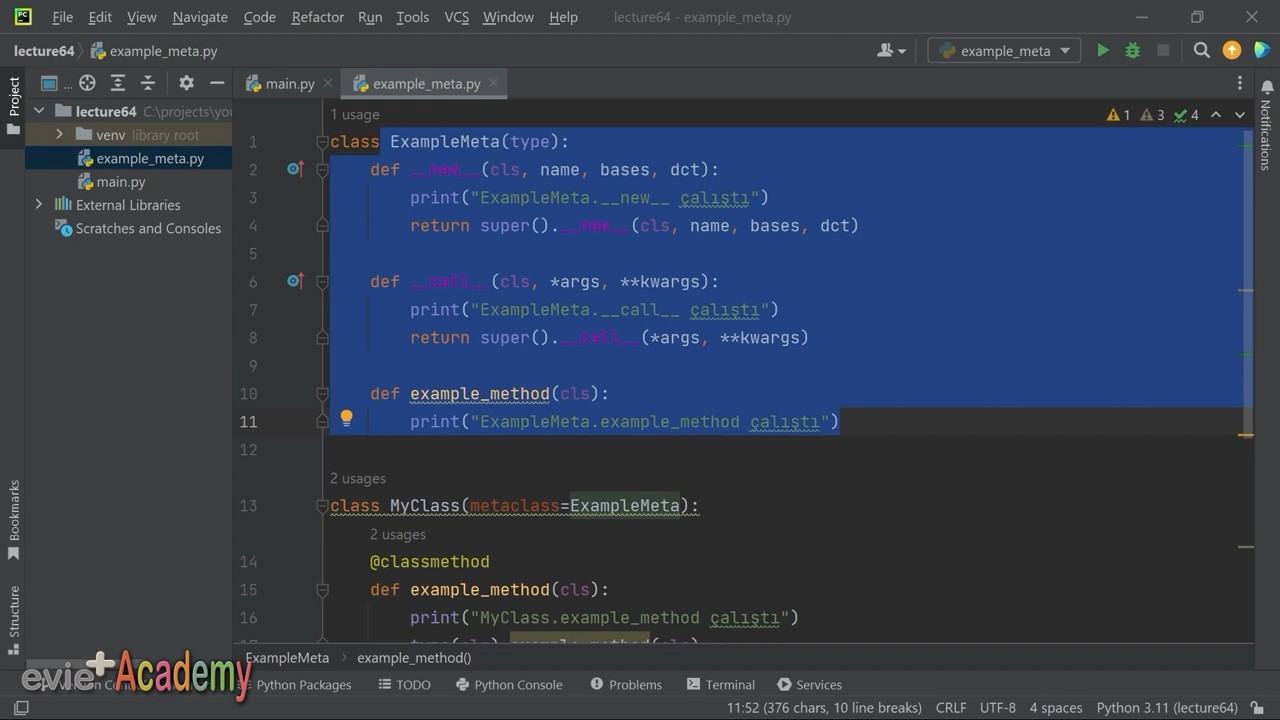 File Edit View Navigate Code Refactor Run Tools VCS Window Help lecture64 - example_meta.py
lecture64 example_meta.py example_meta
Project ... main.py example_meta.py Notifications
lecture64 C:\projects\you
venv library root
example_meta.py
main.py
External Libraries
Scratches and Consoles
1 usage 1 3 4
1 class ExampleMeta(type):
2 def __new__(cls, name, bases, dct):
3 print("ExampleMeta.__new__ çalıştı")
4 return super().__new__(cls, name, bases, dct)
5
6 def __call__(cls, *args, **kwargs):
7 print("ExampleMeta.__call__ çalıştı")
8 return super().__call__(*args, **kwargs)
9
10 def example_method(cls):
11 print("ExampleMeta.example_method çalıştı")
12
2 usages
13 class MyClass(metaclass=ExampleMeta):
2 usages
14 @classmethod
15 def example_method(cls):
16 print("MyClass.example_method çalıştı")
Bookmarks
Structure
ExampleMeta example_method()
evie+Academy
Python Packages TODO Python Console Problems Terminal Services
11:52 (376 chars, 10 line breaks) CRLF UTF-8 4 spaces Python 3.11 (lecture64)